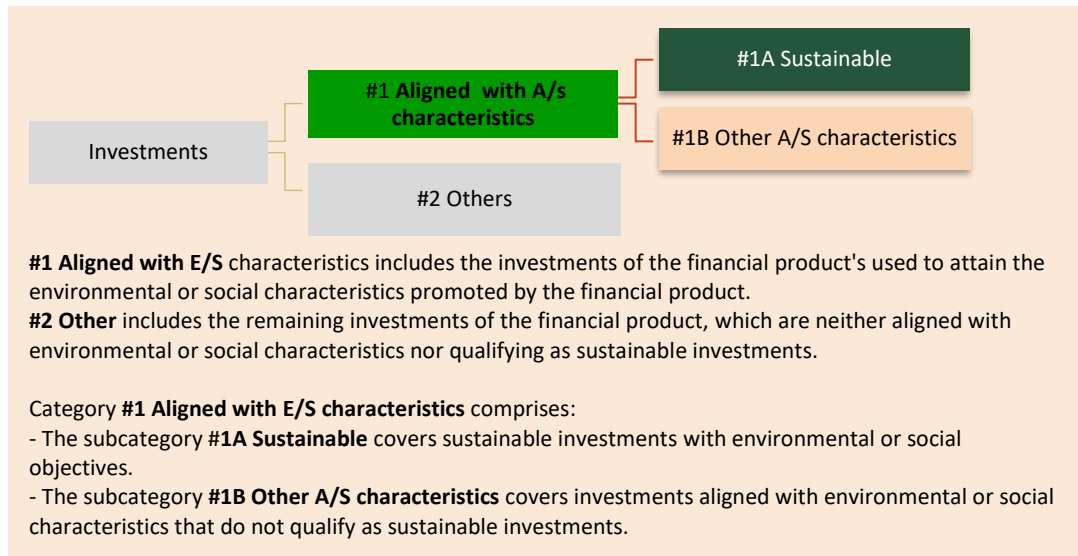 #1A Sustainable
#1 Aligned with A/s
characteristics
#1B Other A/S characteristics
Investments
#2 Others
#1 Aligned with E/S characteristics includes the investments of the financial product's used to attain the
environmental or social characteristics promoted by the financial product.
#2 Other includes the remaining investments of the financial product, which are neither aligned with
environmental or social characteristics nor qualifying as sustainable investments.
Category #1 Aligned with E/S characteristics comprises:
- The subcategory #1A Sustainable covers sustainable investments with environmental or social
objectives.
- The subcategory #1B Other A/S characteristics covers investments aligned with environmental or social
characteristics that do not qualify as sustainable investments.